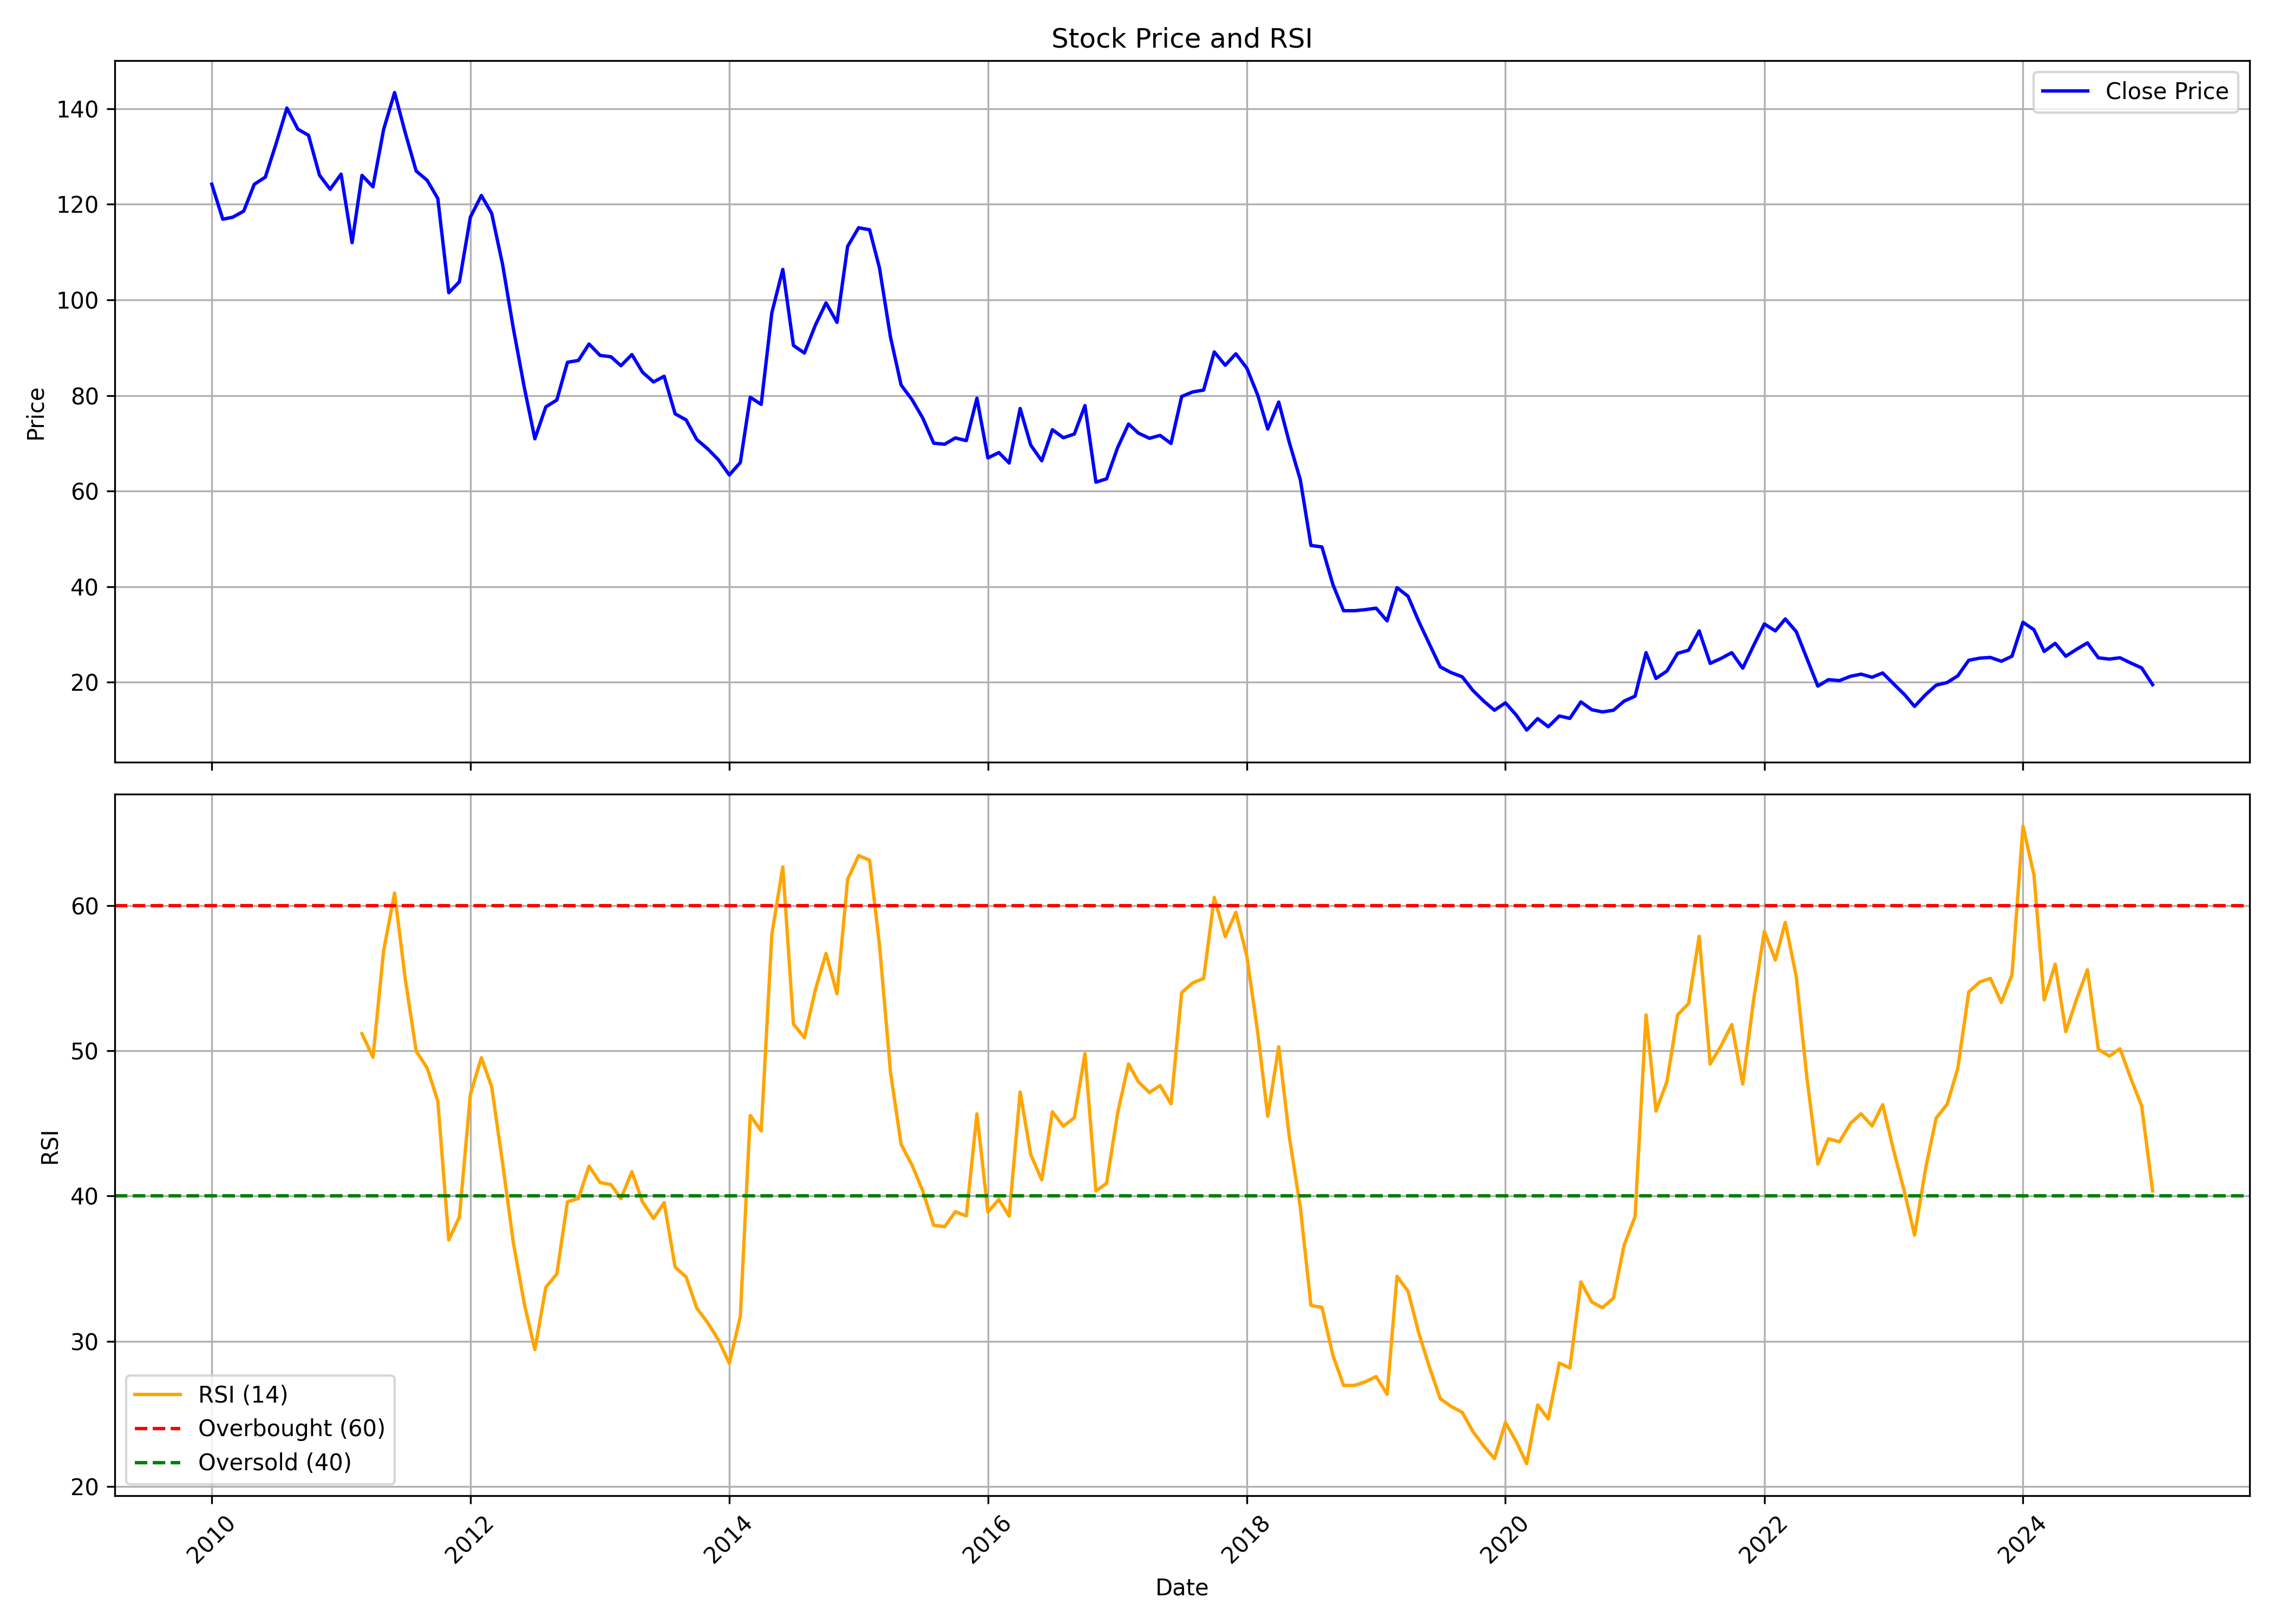 Stock Price and RSI
Close Price
140
120
100
80
60
40
20
Price
60
50
40
30
20
RSI
RSI (14)
Overbought (60)
Oversold (40)
2010
2012
2014
2016
2018
2020
2022
2024
Date